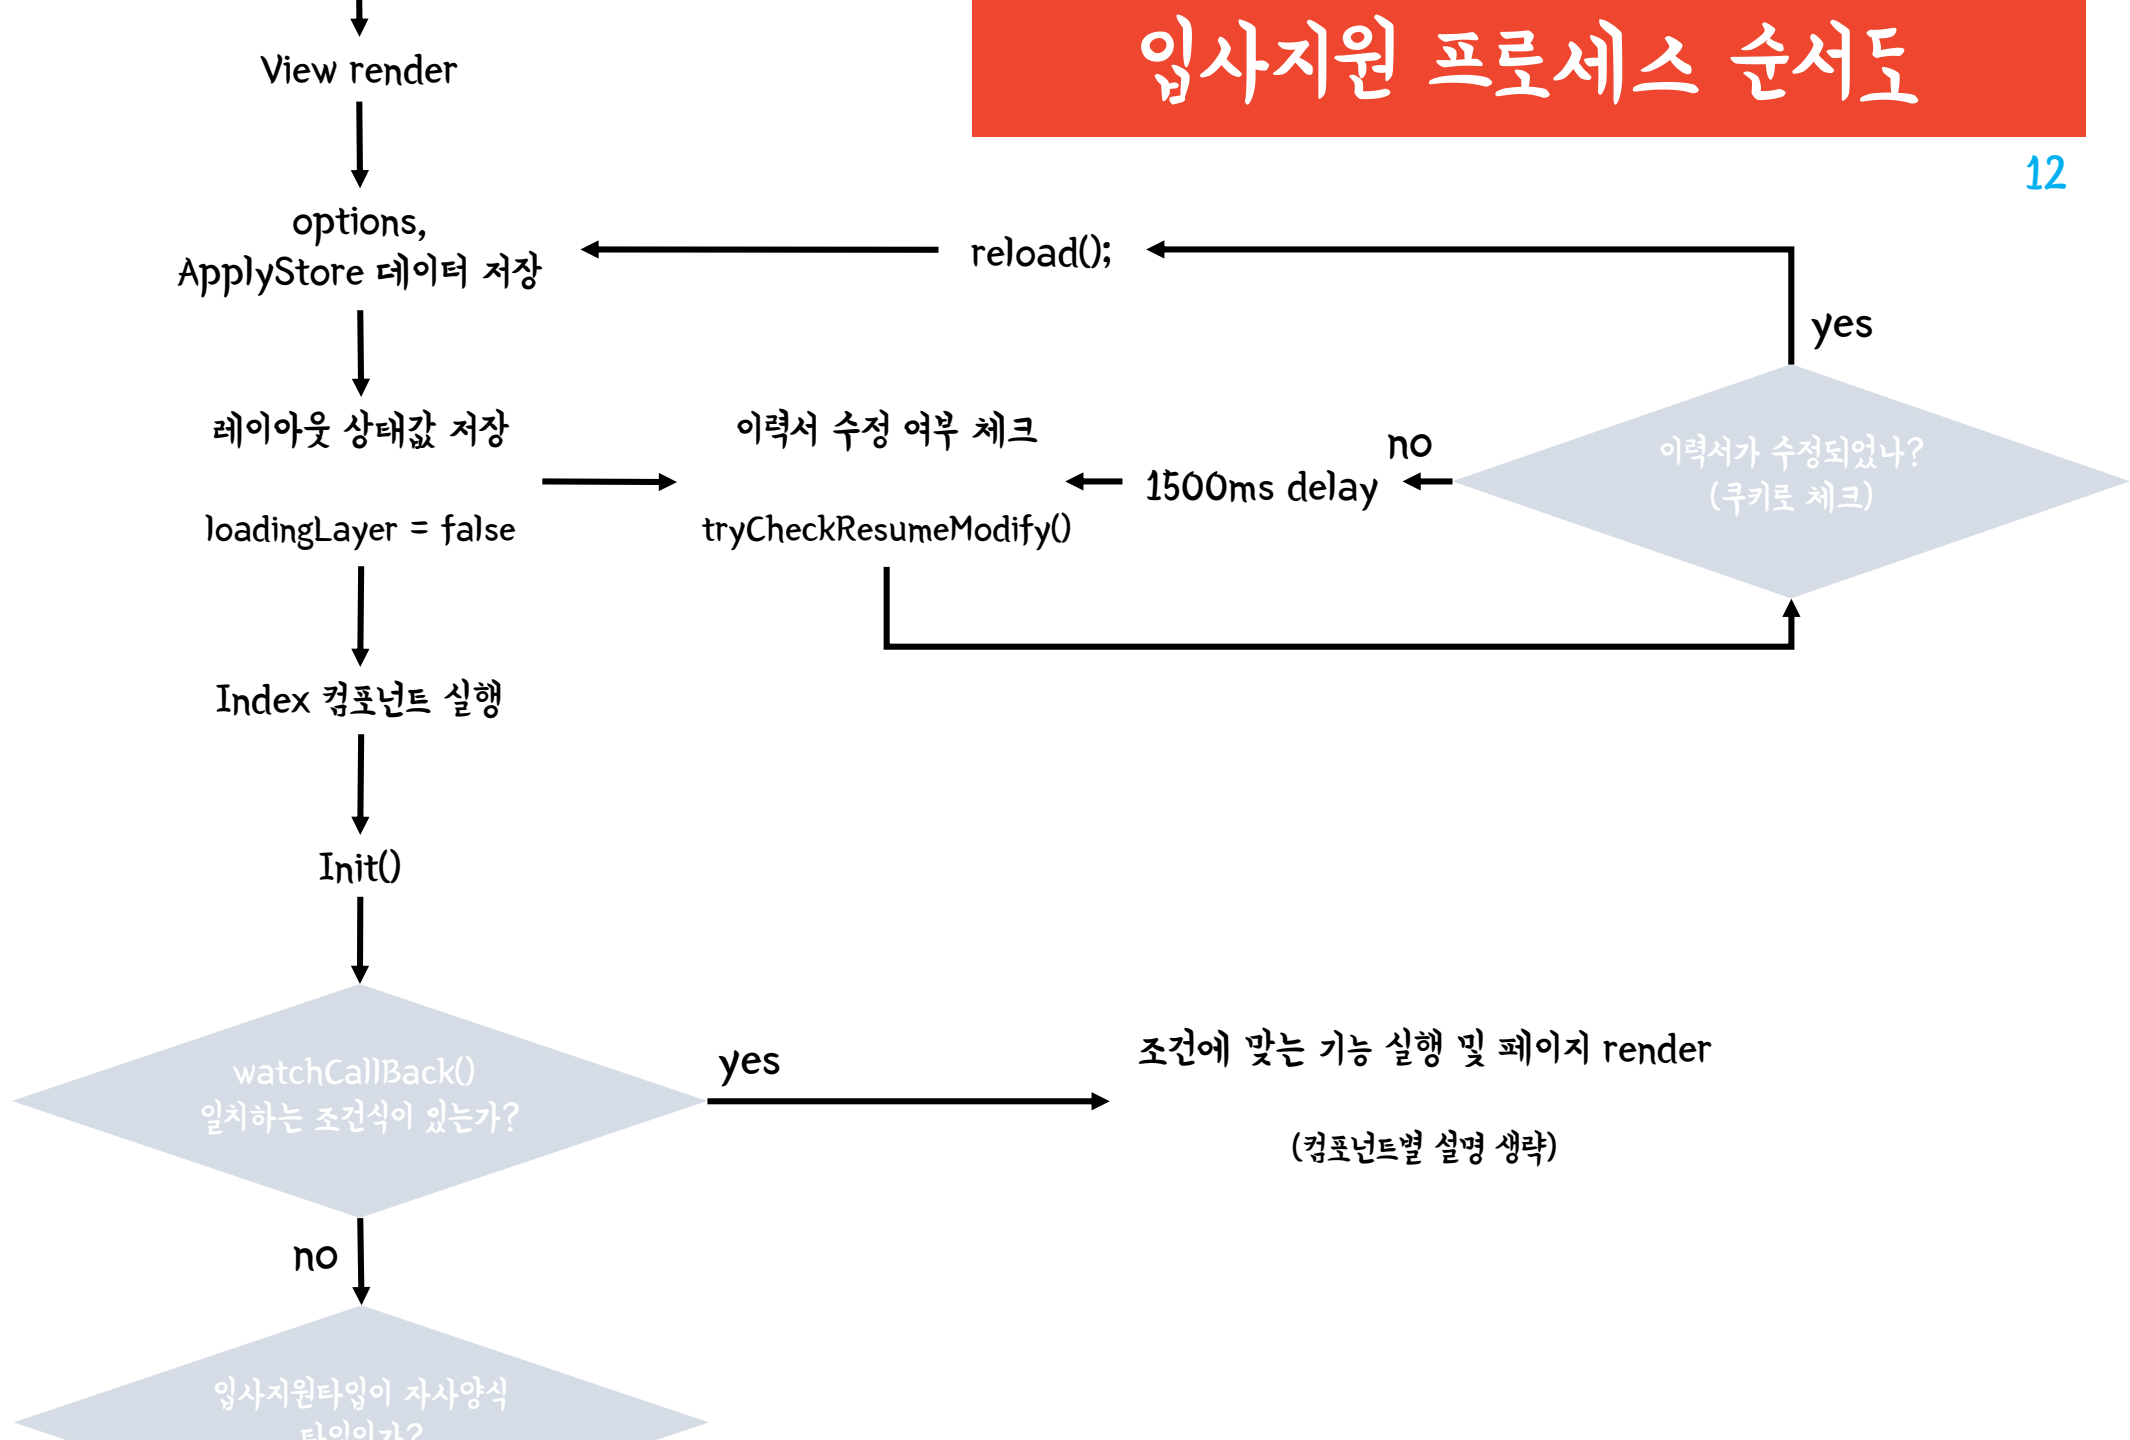 입사지원 프로세스 순서도
12
View render
options,
ApplyStore 데이터 저장
reload();
yes
레이아웃 상태값 저장
loadingLayer = false
이력서 수정 여부 체크
tryCheckResumeModify()
1500ms delay
no
이력서가 수정되었나?
(쿠키로 체크)
Index 컴포넌트 실행
Init()
watchCallBack()
일치하는 조건식이 있는가?
yes
조건에 맞는 기능 실행 및 페이지 render
(컴포넌트별 설명 생략)
no
입사지원타입이 자사양식
타입인가?